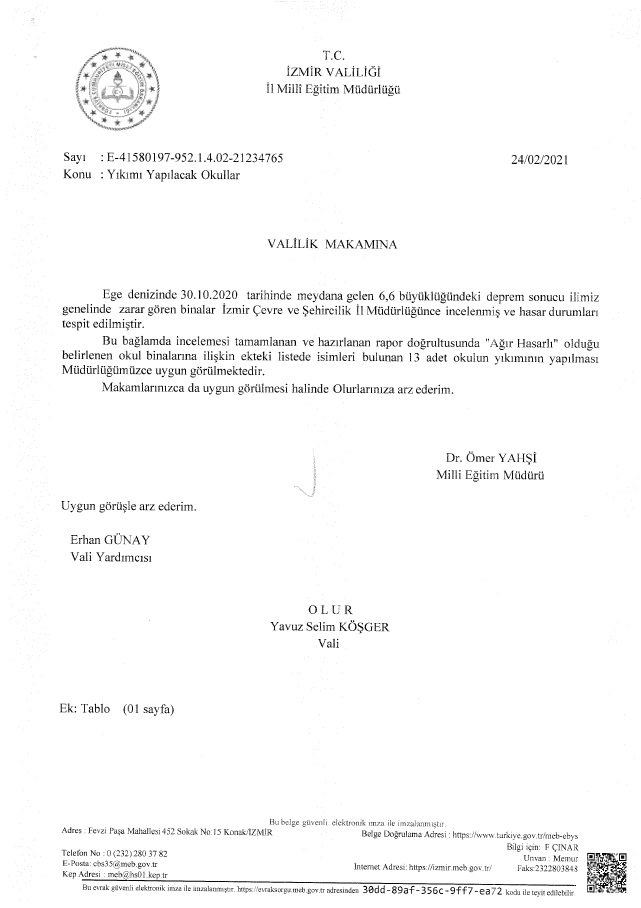 T.C.
İZMİR VALİLİĞİ
İl Milli Eğitim Müdürlüğü
Sayı : E-41580197-952.1.4.02-21234765 24/02/2021
Konu : Yıkımı Yapılacak Okullar
VALİLİK MAKAMINA
Ege denizinde 30.10.2020 tarihinde meydana gelen 6,6 büyüklüğündeki deprem sonucu ilimiz
genelinde zarar gören binalar İzmir Çevre ve Şehircilik İl Müdürlüğünce incelenmiş ve hasar durumları
tespit edilmiştir.
Bu bağlamda incelemesi tamamlanan ve hazırlanan rapor doğrultusunda "Ağır Hasarlı" olduğu
belirlenen okul binalarına ilişkin ekteki listede isimleri bulunan 13 adet okulun yıkımının yapılması
Müdürlüğümüzce uygun görülmektedir.
Makamlarınızca da uygun görülmesi halinde Olurlarınıza arz ederim.
Dr. Ömer YAHŞİ
Milli Eğitim Müdürü
Uygun görüşle arz ederim.
Erhan GÜNAY
Vali Yardımcısı
O L U R
Yavuz Selim KÖŞGER
Vali
Ek: Tablo (01 sayfa)
Bu belge güvenli elektronik imza ile imzalanmıştır.
Adres : Fevzi Paşa Mahallesi 452 Sokak No:15 Konak/İZMİR
Belge Doğrulama Adresi : https://www.turkiye.gov.tr/meb-ebys
Bilgi için: F ÇINAR
Telefon No : 0 (232) 280 37 82
Unvan : Memur
E-Posta: cbs35@meb.gov.tr
İnternet Adresi: https://izmir.meb.gov.tr/
Faks:2322803848
Kep Adresi : meb@hs01.kep.tr
Bu evrak güvenli elektronik imza ile imzalanmıştır. https://evraksorgu.meb.gov.tr adresinden 30dd-89af-356c-9ff7-ea72 kodu ile teyit edilebilir.